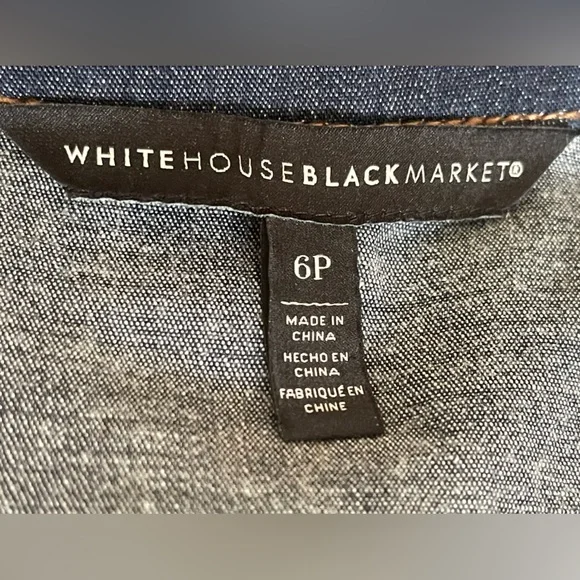 WHITEHOUSEBLACKMARKET®
6P
MADE IN
CHINA
HECHO EN
CHINA
FABRIQUÉ EN
CHINE